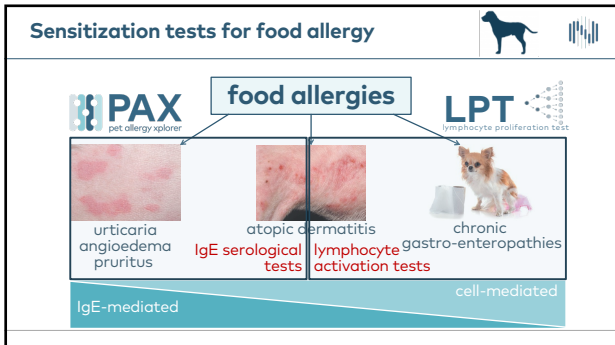 Sensitization tests for food allergy
PAX
pet allergy xplorer
food allergies
LPT
lymphocyte proliferation test
urticaria
angioedema
pruritus
atopic dermatitis
IgE serological
tests
lymphocyte
activation tests
chronic
gastro-enteropathies
IgE-mediated
cell-mediated